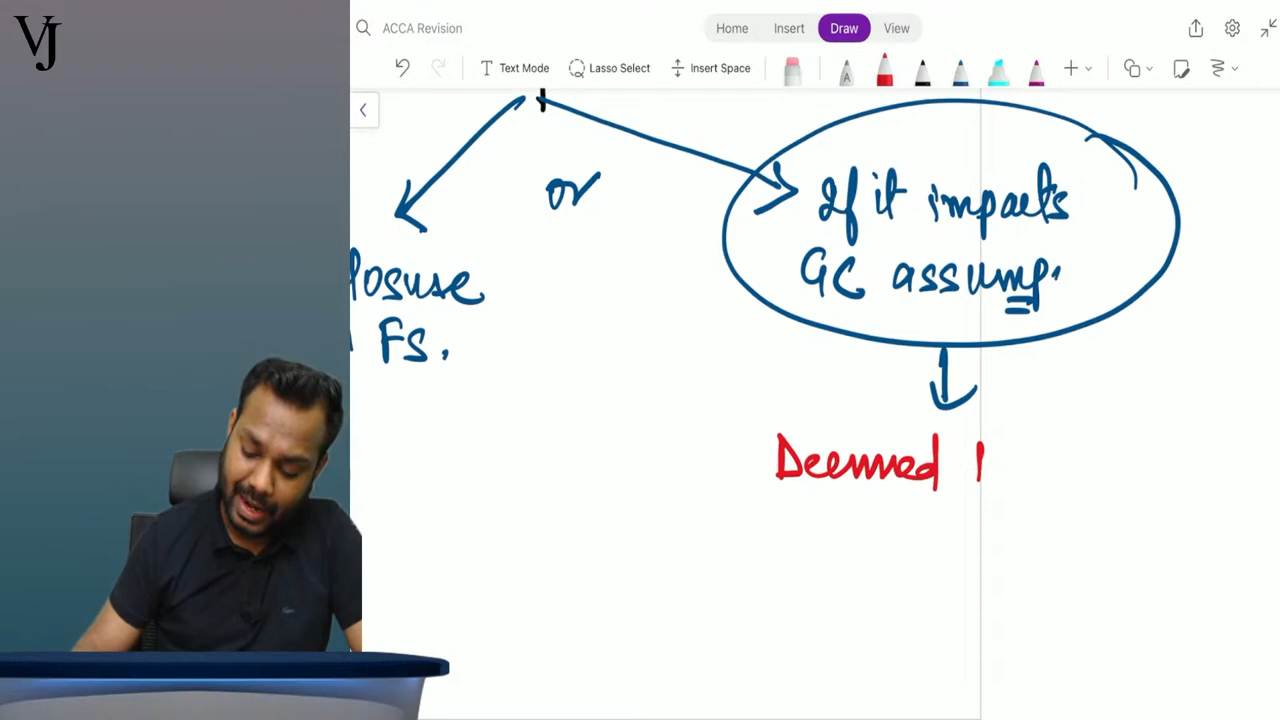 VJ
ACCA Revision
Home Insert Draw View
Text Mode Lasso Select Insert Space
A
or
If it impacts
GC assump.
losuse
FS.
Deemed